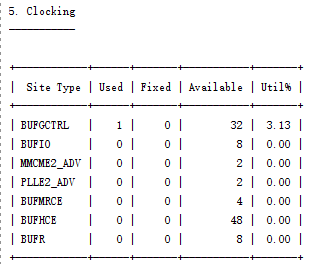 5. Clocking
-----------
+------------+------+-------+-----------+-------+
| Site Type | Used | Fixed | Available | Util% |
+------------+------+-------+-----------+-------+
| BUFGCTRL | 1 | 0 | 32 | 3.13 |
| BUFIO | 0 | 0 | 8 | 0.00 |
| MMCME2_ADV | 0 | 0 | 2 | 0.00 |
| PLLE2_ADV | 0 | 0 | 2 | 0.00 |
| BUFMRCE | 0 | 0 | 4 | 0.00 |
| BUFHCE | 0 | 0 | 48 | 0.00 |
| BUFR | 0 | 0 | 8 | 0.00 |
+------------+------+-------+-----------+-------+